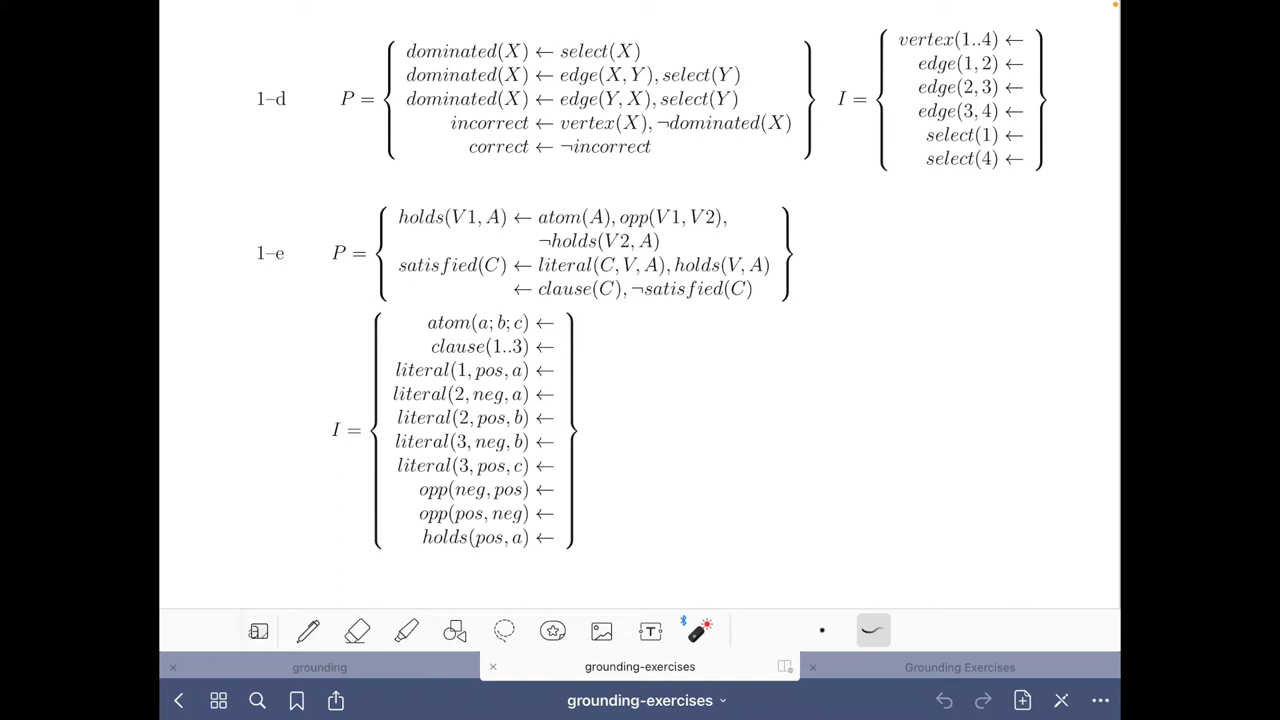 1–d P = { dominated(X) ← select(X)
dominated(X) ← edge(X, Y), select(Y)
dominated(X) ← edge(Y, X), select(Y)
incorrect ← vertex(X), ¬dominated(X)
correct ← ¬incorrect }
I = { vertex(1..4) ←
edge(1, 2) ←
edge(2, 3) ←
edge(3, 4) ←
select(1) ←
select(4) ← }
1–e P = { holds(V1, A) ← atom(A), opp(V1, V2),
¬holds(V2, A)
satisfied(C) ← literal(C, V, A), holds(V, A)
← clause(C), ¬satisfied(C) }
I = { atom(a; b; c) ←
clause(1..3) ←
literal(1, pos, a) ←
literal(2, neg, a) ←
literal(2, pos, b) ←
literal(3, neg, b) ←
literal(3, pos, c) ←
opp(neg, pos) ←
opp(pos, neg) ←
holds(pos, a) ← }
T
grounding
grounding-exercises
Grounding Exercises
grounding-exercises